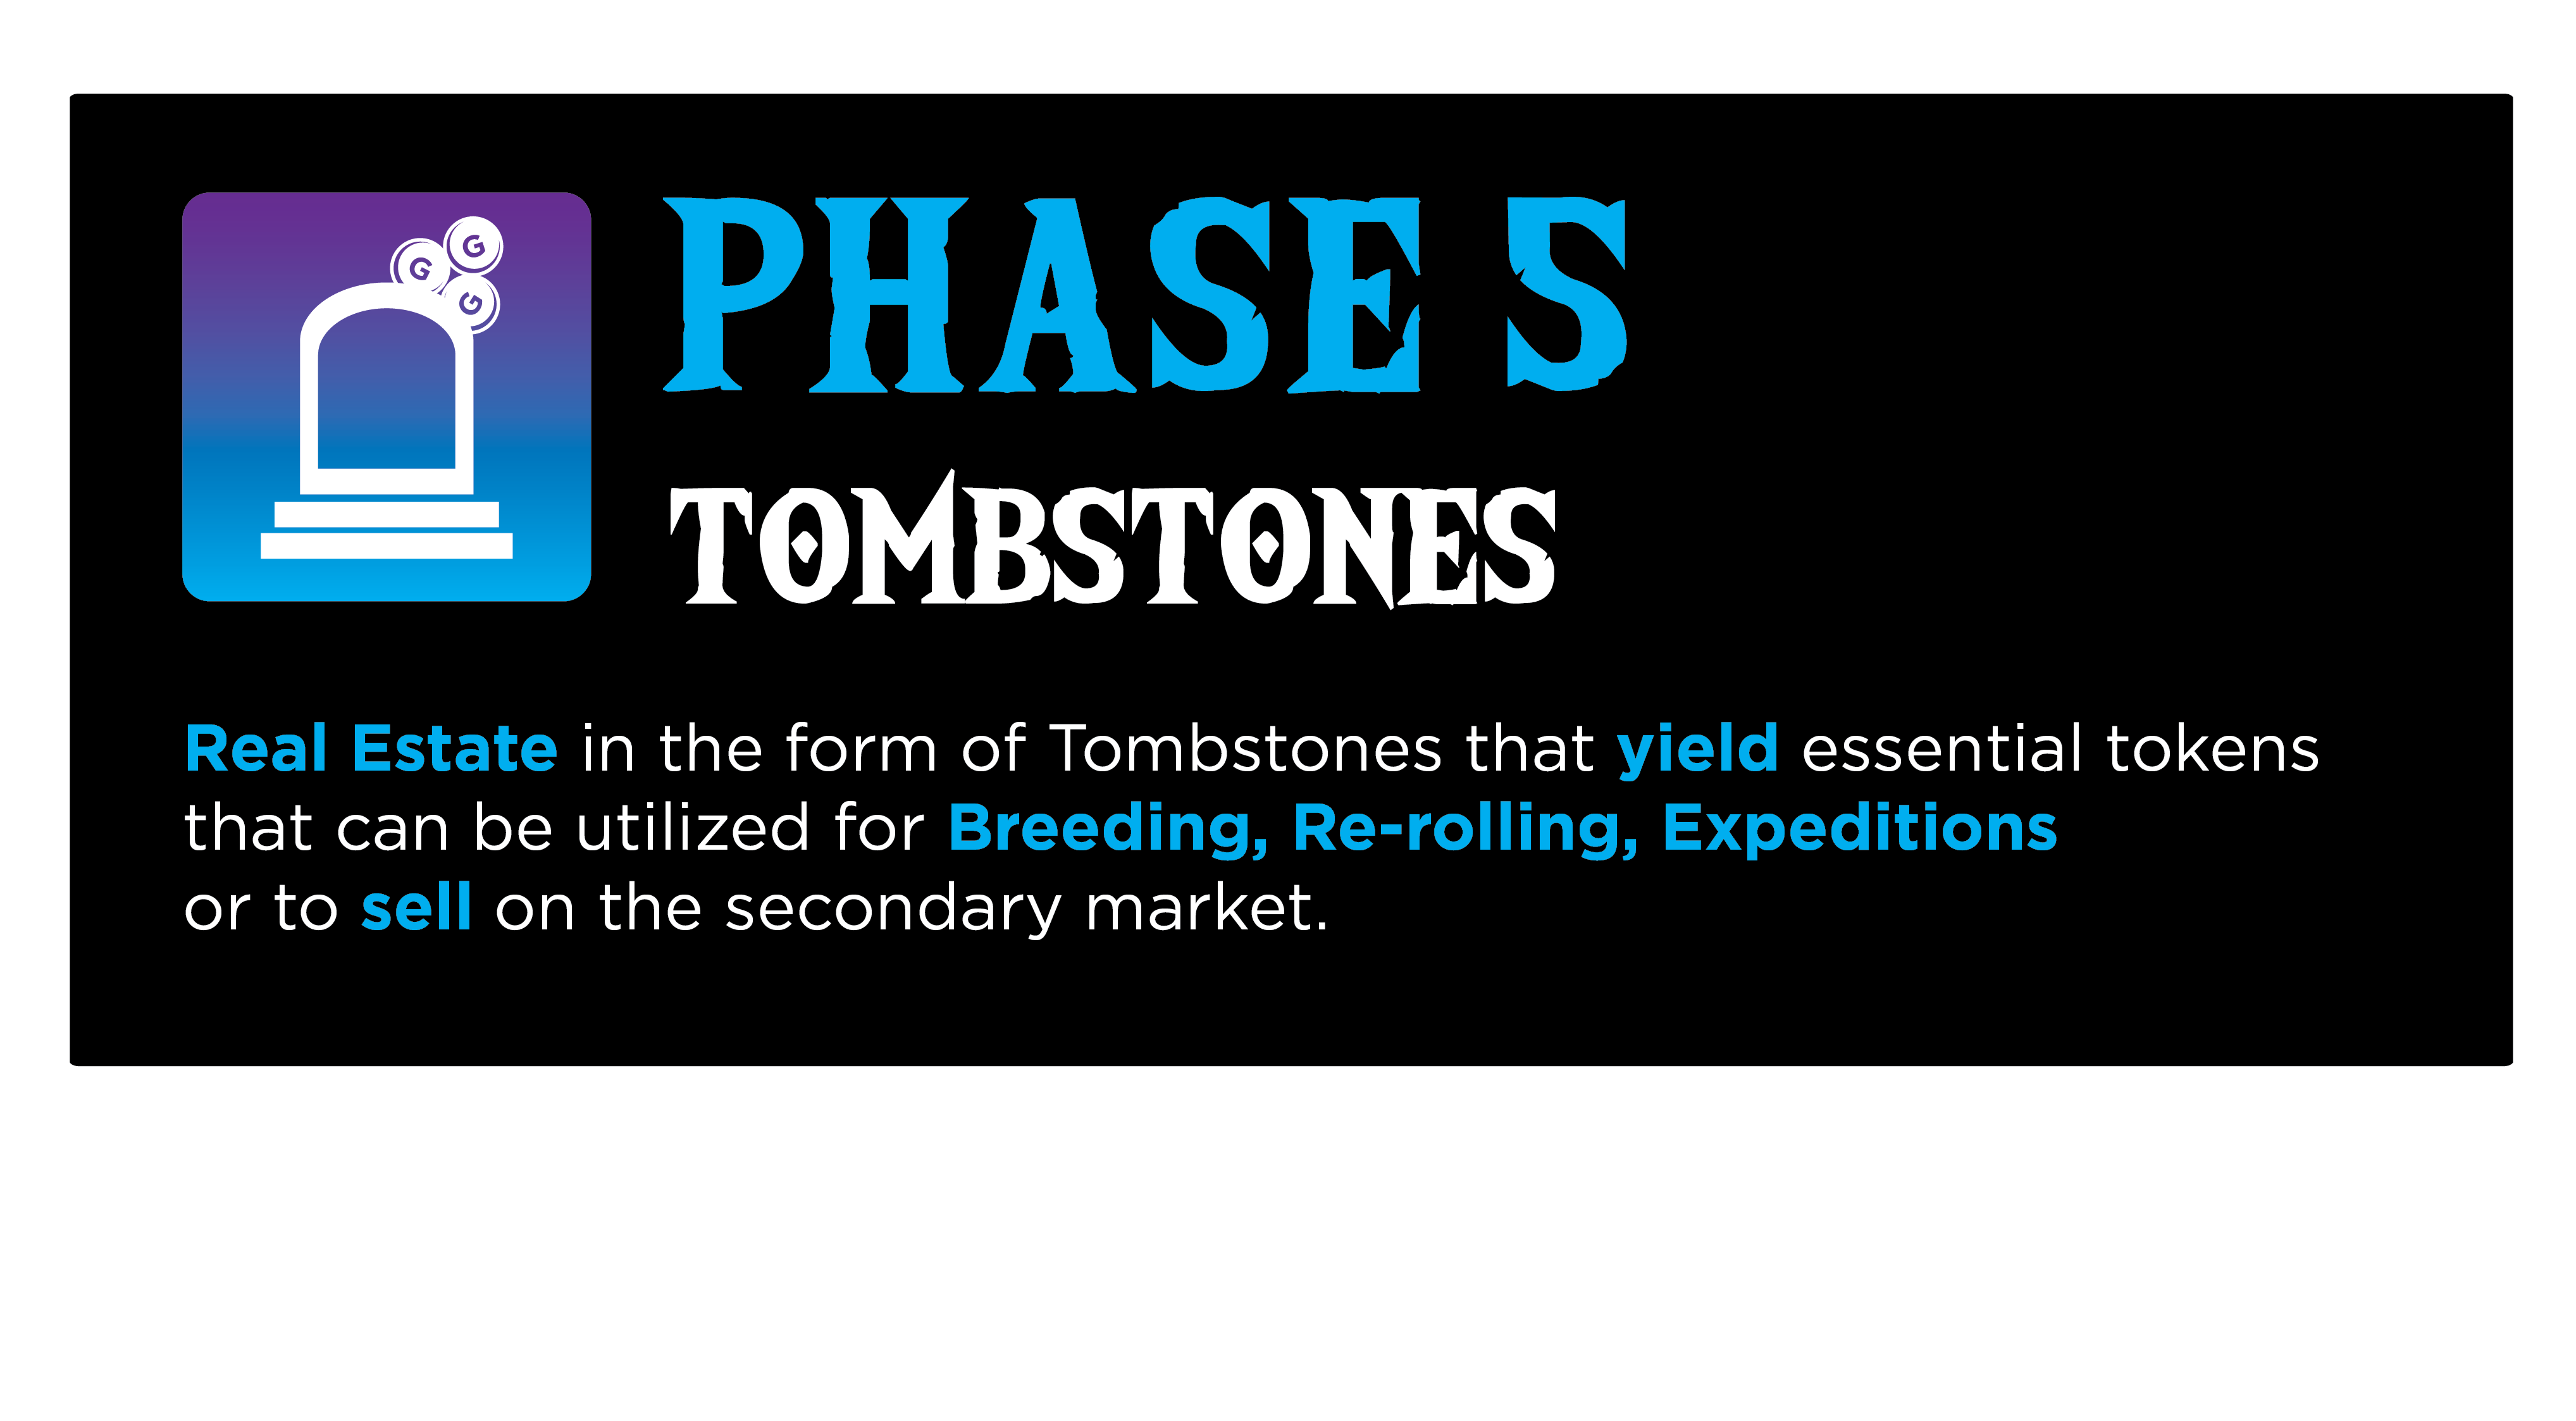 G
G
G
PHASE 5
TOMBSTONES
Real Estate in the form of Tombstones that yield essential tokens
that can be utilized for Breeding, Re-rolling, Expeditions
or to sell on the secondary market.